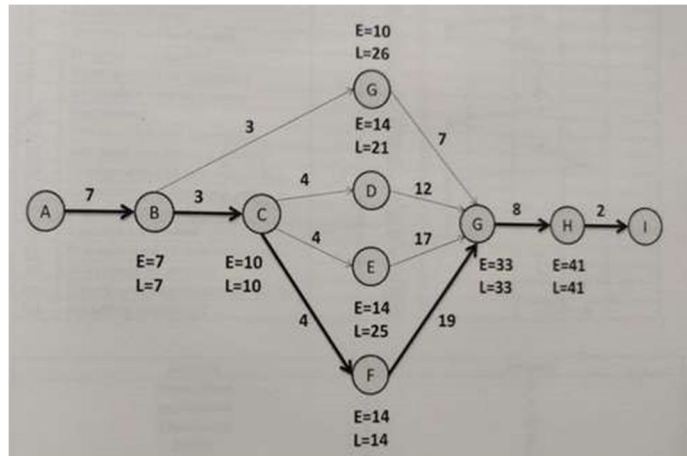 E=10
L=26
G
E=14
L=21
3
7
7
3
4
D
12
A
B
C
G
8
H
2
I
4
E
17
E=7
L=7
E=10
L=10
E=33
L=33
E=41
L=41
E=14
L=25
4
19
F
E=14
L=14